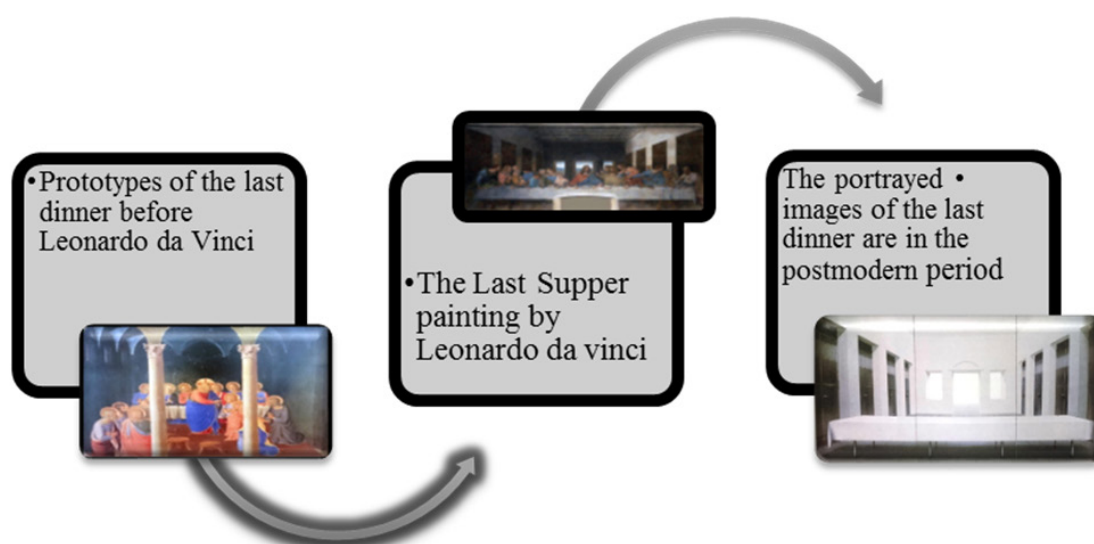 •Prototypes of the last
dinner before
Leonardo da Vinci
•The Last Supper
painting by
Leonardo da vinci
The portrayed •
images of the last
dinner are in the
postmodern period